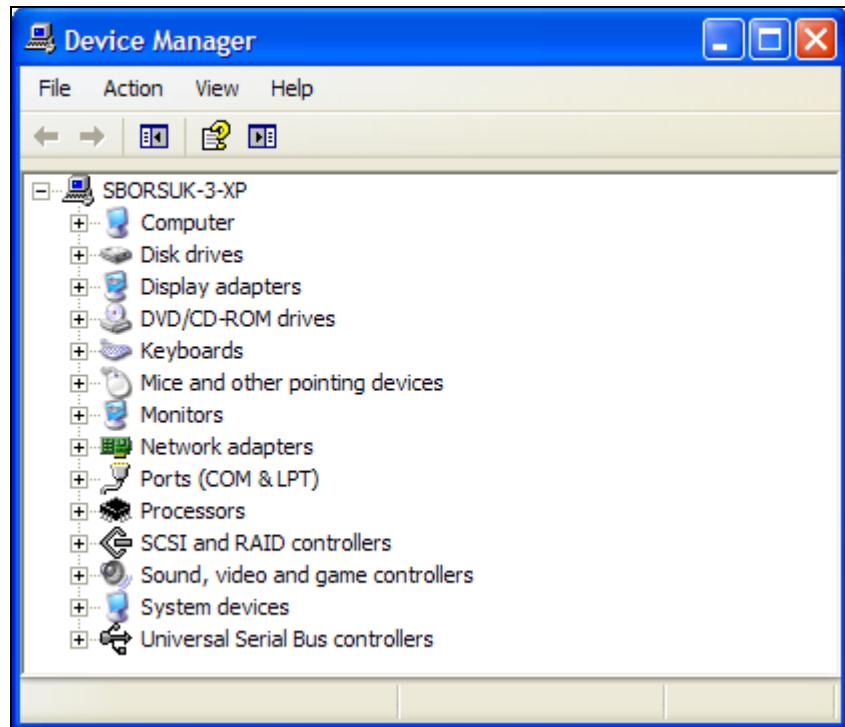 Device Manager
File Action View Help
SBORSUK-3-XP
Computer
Disk drives
Display adapters
DVD/CD-ROM drives
Keyboards
Mice and other pointing devices
Monitors
Network adapters
Ports (COM & LPT)
Processors
SCSI and RAID controllers
Sound, video and game controllers
System devices
Universal Serial Bus controllers